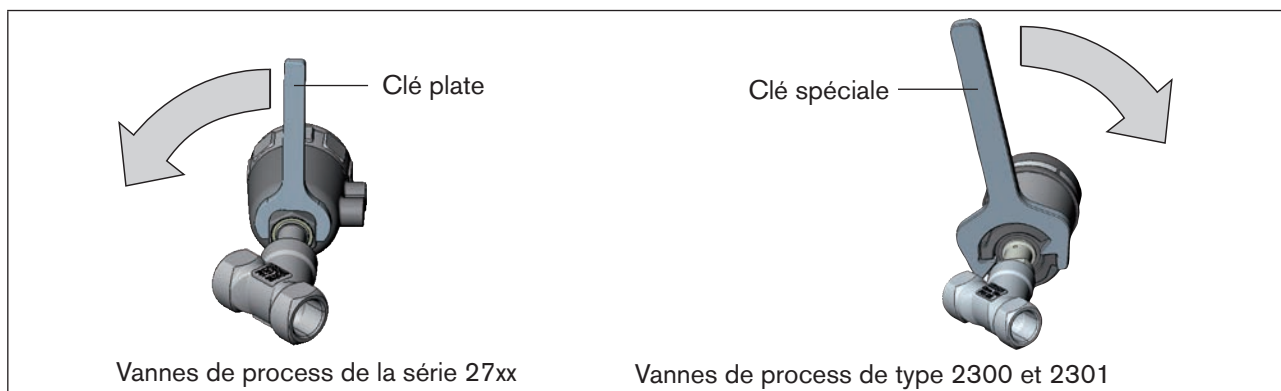 Clé plate
Clé spéciale
Vannes de process de la série 27xx
Vannes de process de type 2300 et 2301